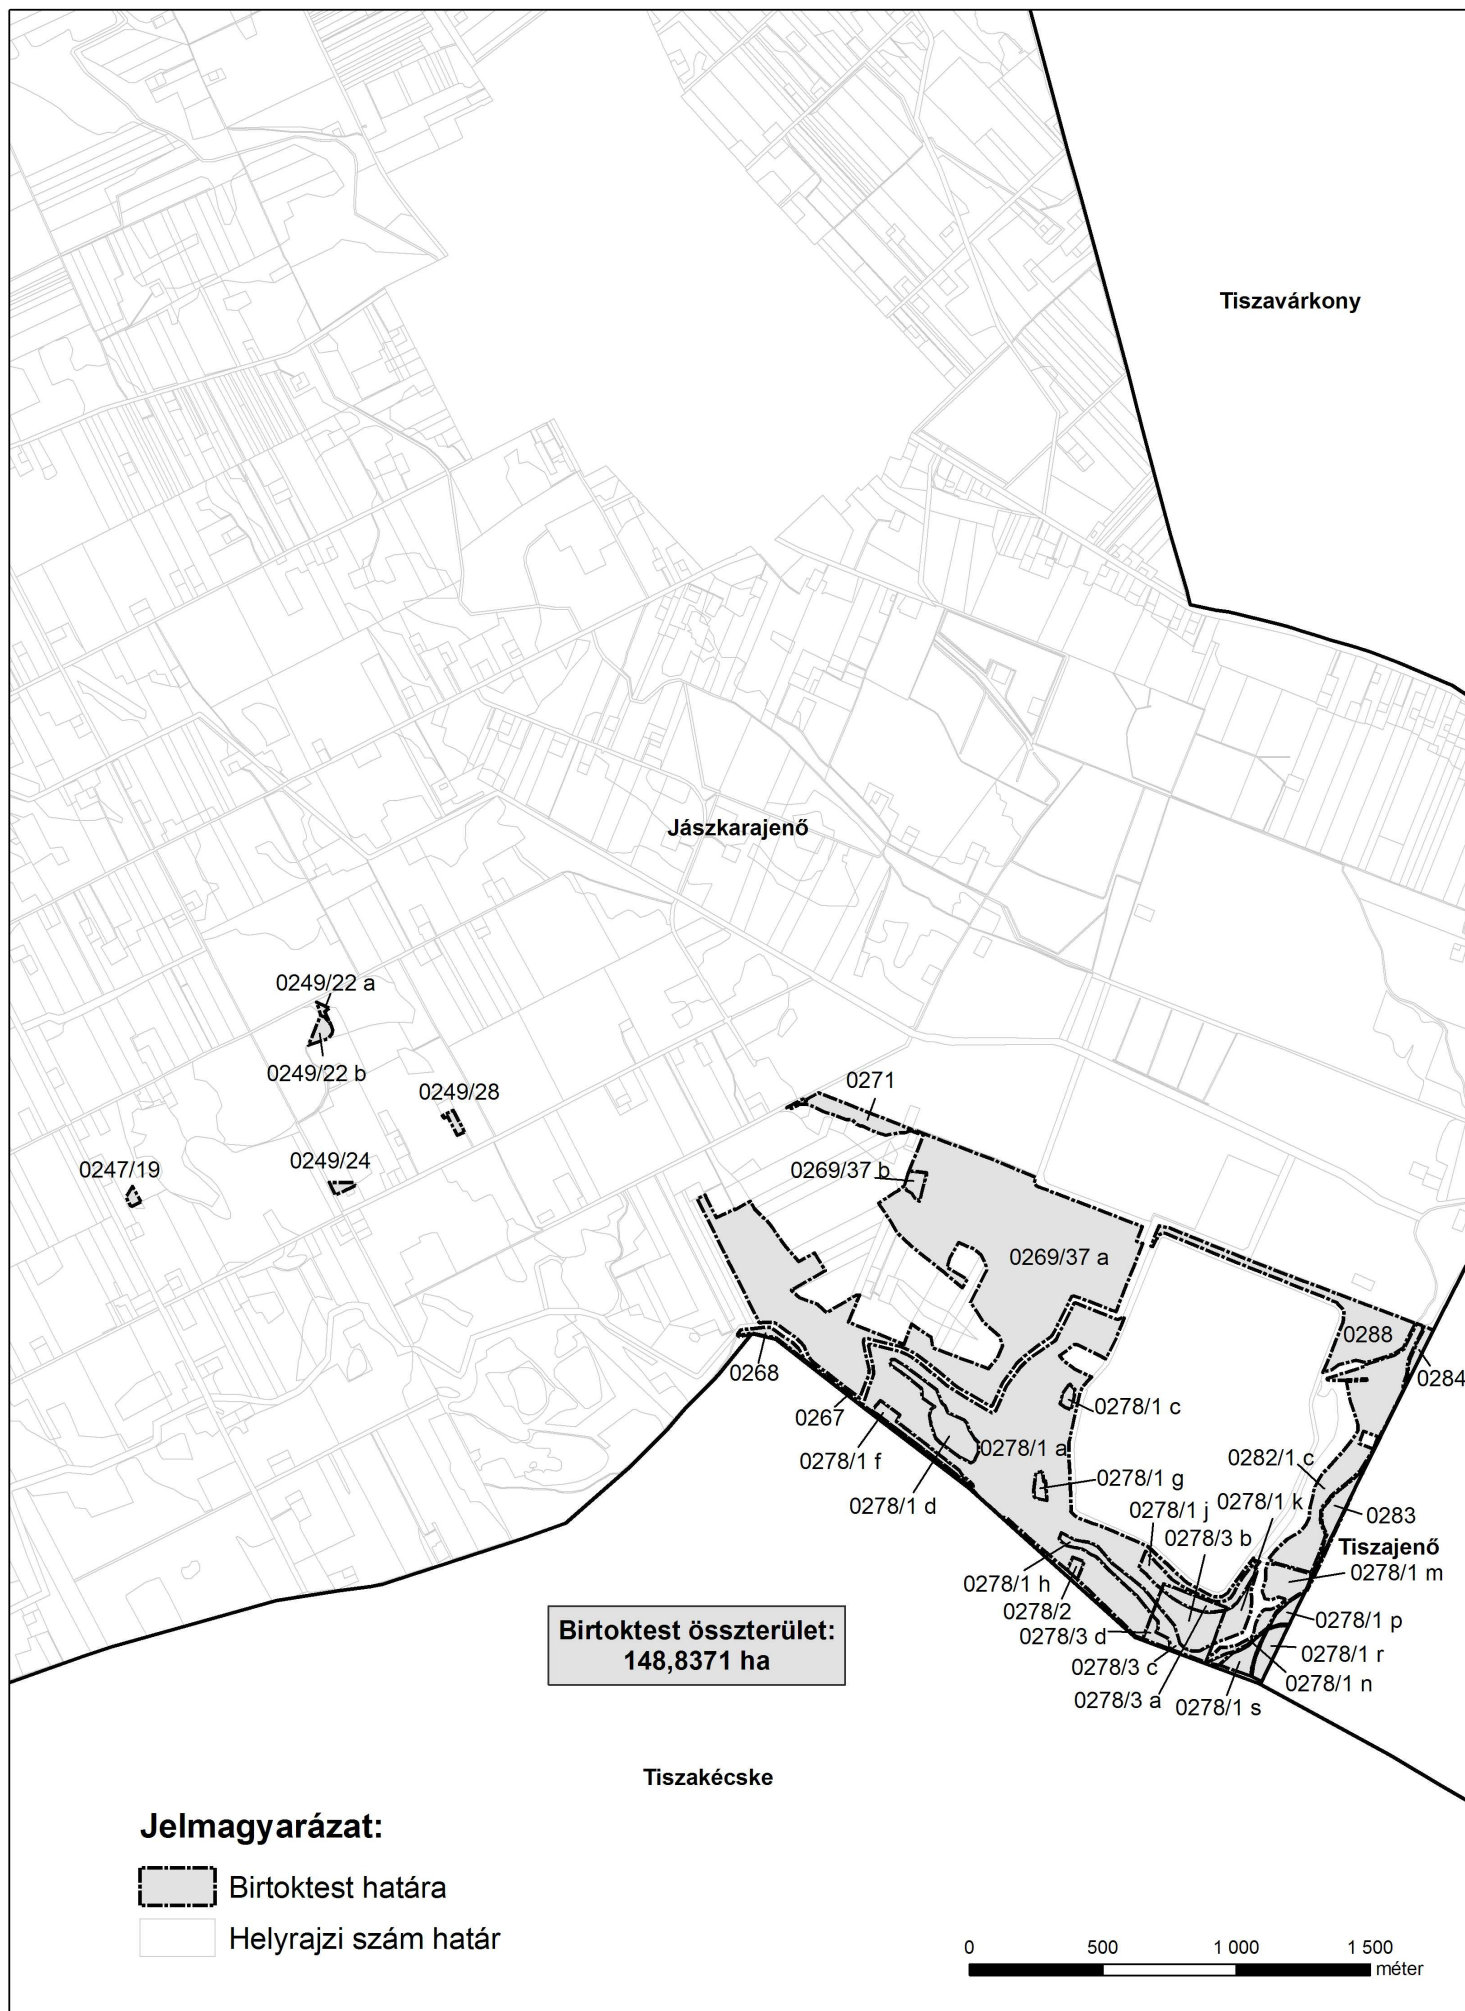 Tiszavárkony
Jászkarajenő
0249/22 a
0249/22 b
0249/28
0271
0247/19
0249/24
0269/37 b
0269/37 a
0288
0268
0284
0278/1 c
0267
0278/1 a
0278/1 f
0282/1 c
0278/1 g
0278/1 d
0278/1 j
0278/1 k
0283
0278/3 b
Tiszajenő
0278/1 m
0278/1 h
0278/2
0278/1 p
0278/3 d
0278/1 r
0278/3 c
0278/1 n
0278/3 a
0278/1 s
Birtoktest összterület:
148,8371 ha
Tiszakécske
Jelmagyarázat:
Birtoktest határa
Helyrajzi szám határ
0 500 1 000 1 500
méter